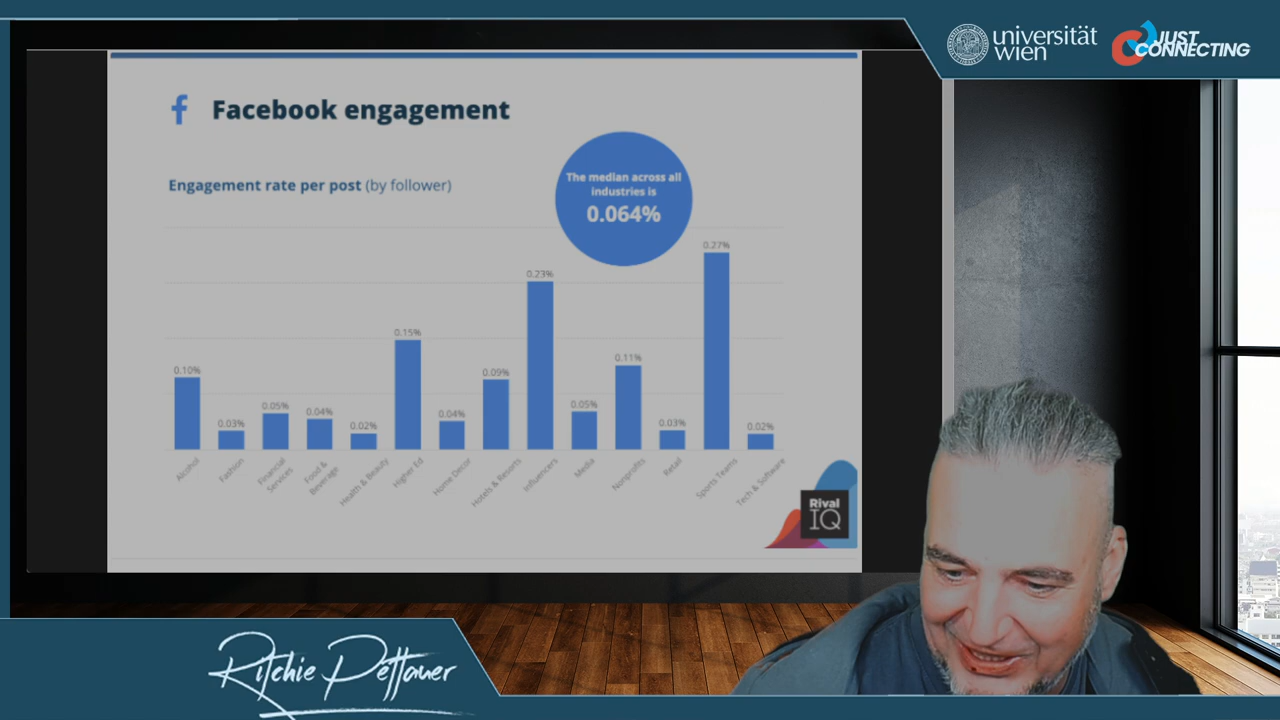 universität
wien
JUST
CONNECTING
Facebook engagement
Engagement rate per post (by follower)
The median across all
industries is
0.064%
0.10%
0.03%
0.05%
0.04%
0.02%
0.15%
0.04%
0.09%
0.23%
0.05%
0.11%
0.03%
0.27%
0.02%
Alcohol
Fashion
Financial
Services
Food &
Beverage
Health & Beauty
Higher Ed
Home Decor
Hotels & Resorts
Influencers
Media
Nonprofits
Retail
Sports Teams
Tech & Software
Rival
IQ
Ritchie Pettauer